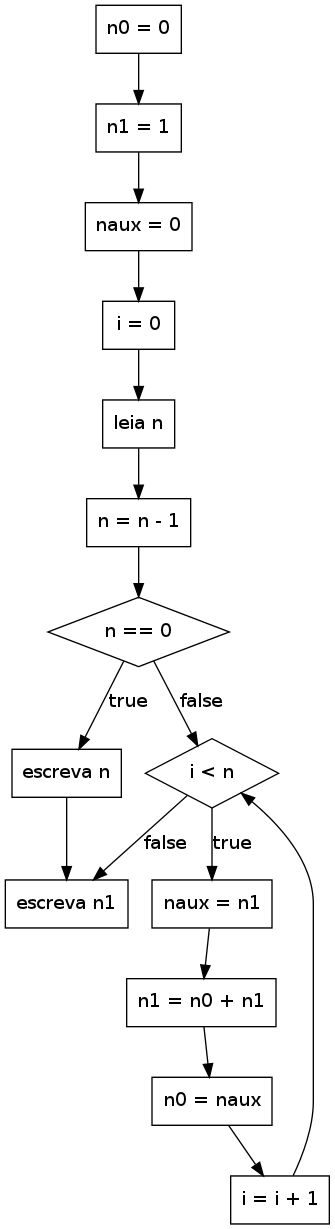 n0 = 0
n1 = 1
naux = 0
i = 0
leia n
n = n - 1
n == 0
true
false
escreva n
i < n
false
true
escreva n1
naux = n1
n1 = n0 + n1
n0 = naux
i = i + 1